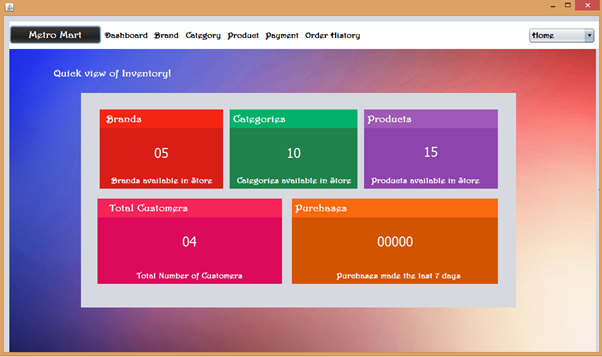 Metro Mart Dashboard Brand Category Product Payment Order History Home
Quick view of Inventory!
Brands Categories Products
05 10 15
Brands available in Store Categories available in Store Products available in Store
Total Customers Purchases
04 00000
Total Number of Customers Purchases made the last 7 days